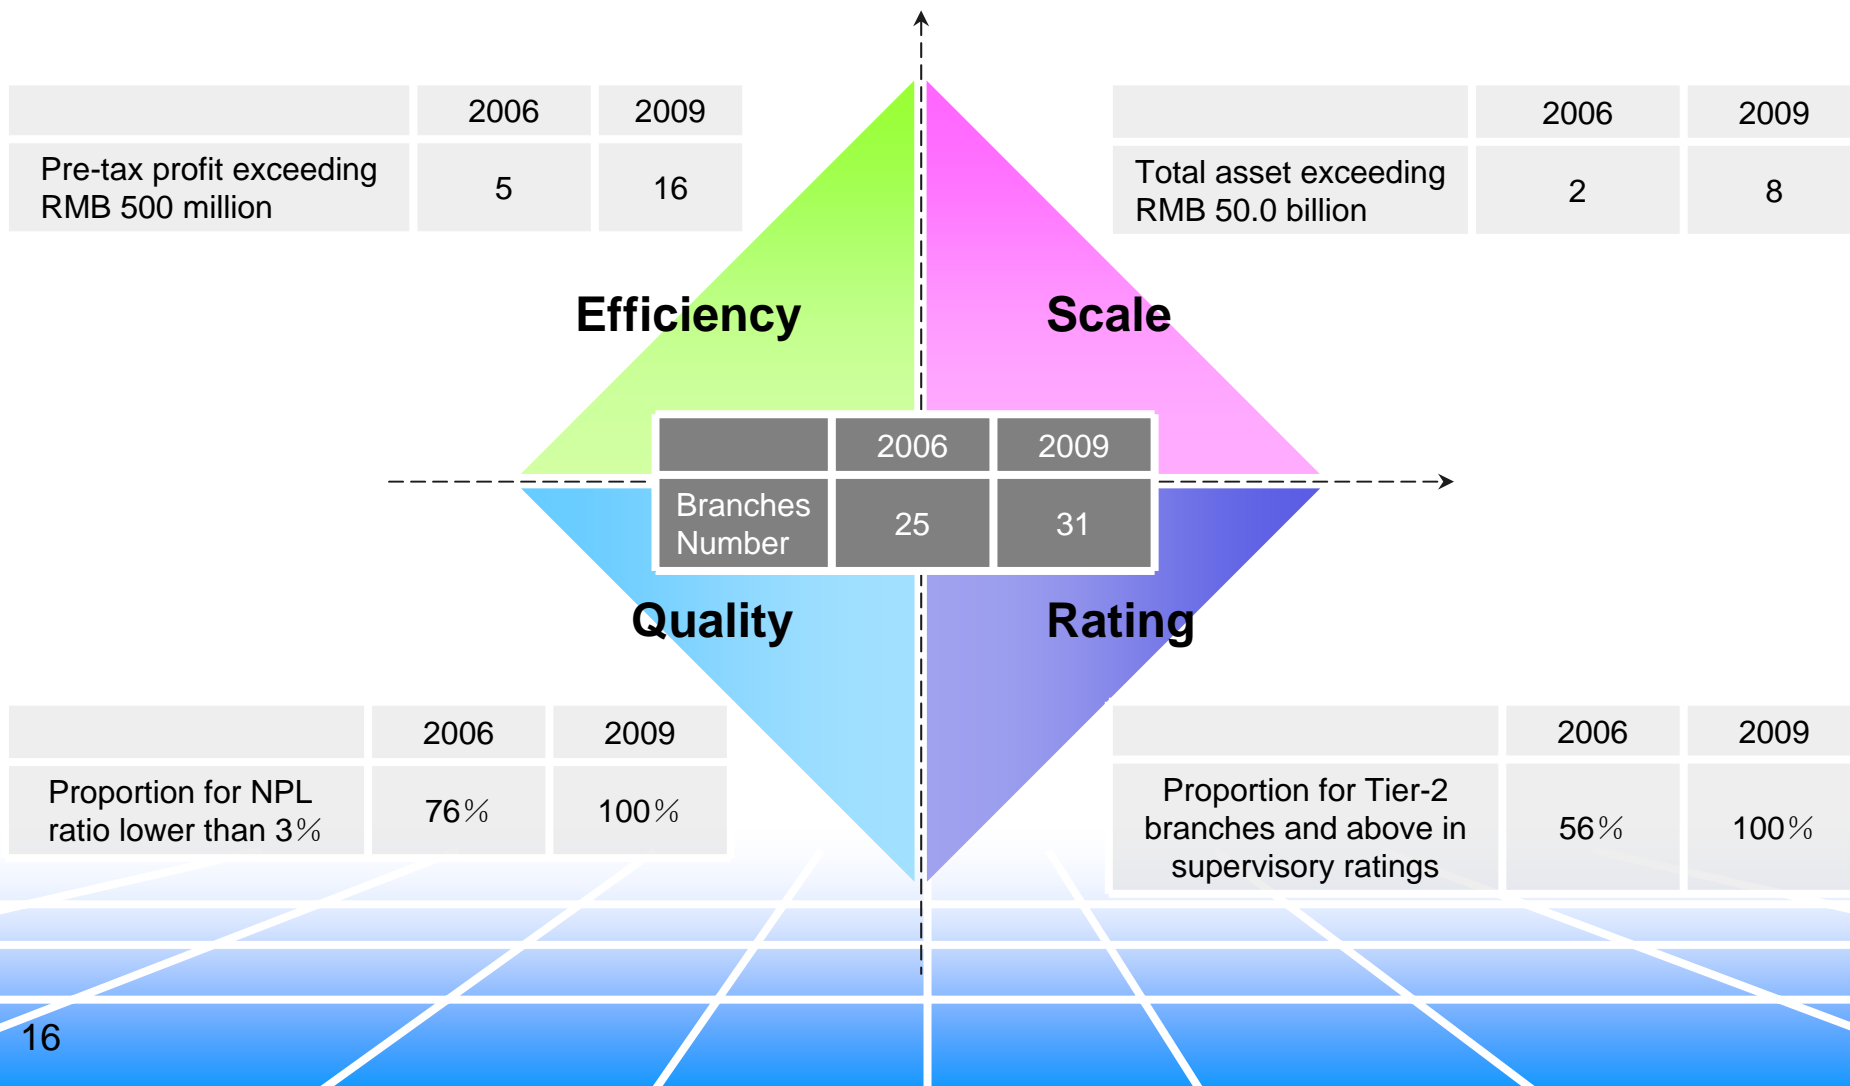 2006 2009
Pre-tax profit exceeding
RMB 500 million
5 16
2006 2009
Total asset exceeding
RMB 50.0 billion
2 8
Efficiency
Scale
2006 2009
Branches
Number
25 31
Quality
Rating
2006 2009
Proportion for NPL
ratio lower than 3%
76% 100%
2006 2009
Proportion for Tier-2
branches and above in
supervisory ratings
56% 100%
16